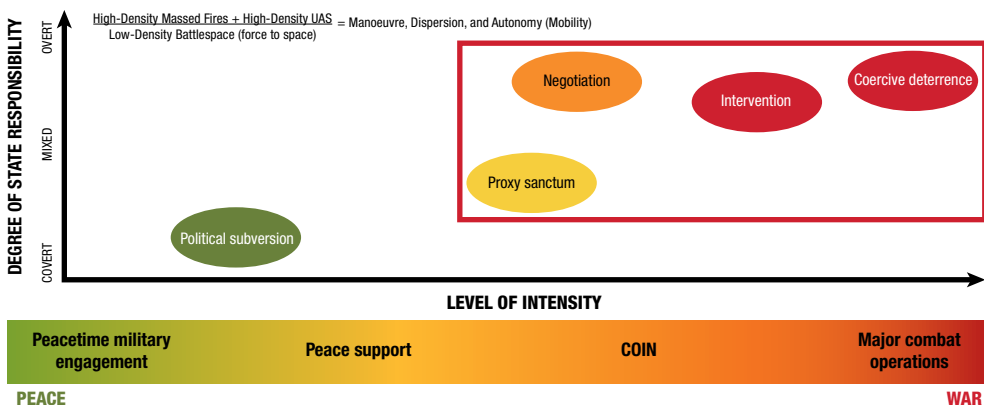 High-Density Massed Fires + High-Density UAS
Low-Density Battlespace (force to space)
= Manoeuvre, Dispersion, and Autonomy (Mobility)
DEGREE OF STATE RESPONSIBILITY
OVERT
MIXED
COVERT
Negotiation
Intervention
Coercive deterrence
Proxy sanctum
Political subversion
LEVEL OF INTENSITY
Peacetime military
engagement
Peace support
COIN
Major combat
operations
PEACE
WAR